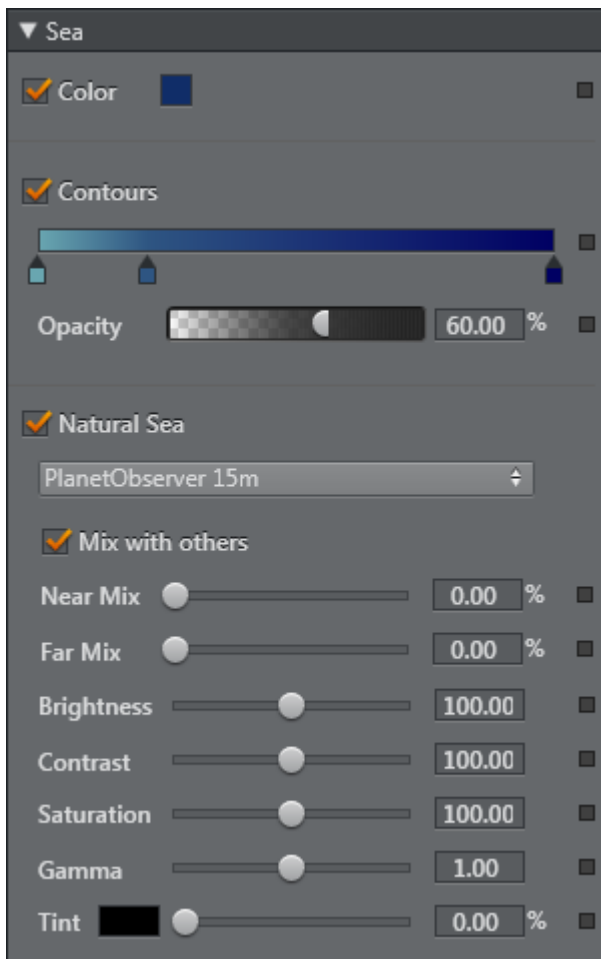 Sea
Color
Contours
Opacity 60.00 %
Natural Sea
PlanetObserver 15m
Mix with others
Near Mix 0.00 %
Far Mix 0.00 %
Brightness 100.00
Contrast 100.00
Saturation 100.00
Gamma 1.00
Tint 0.00 %